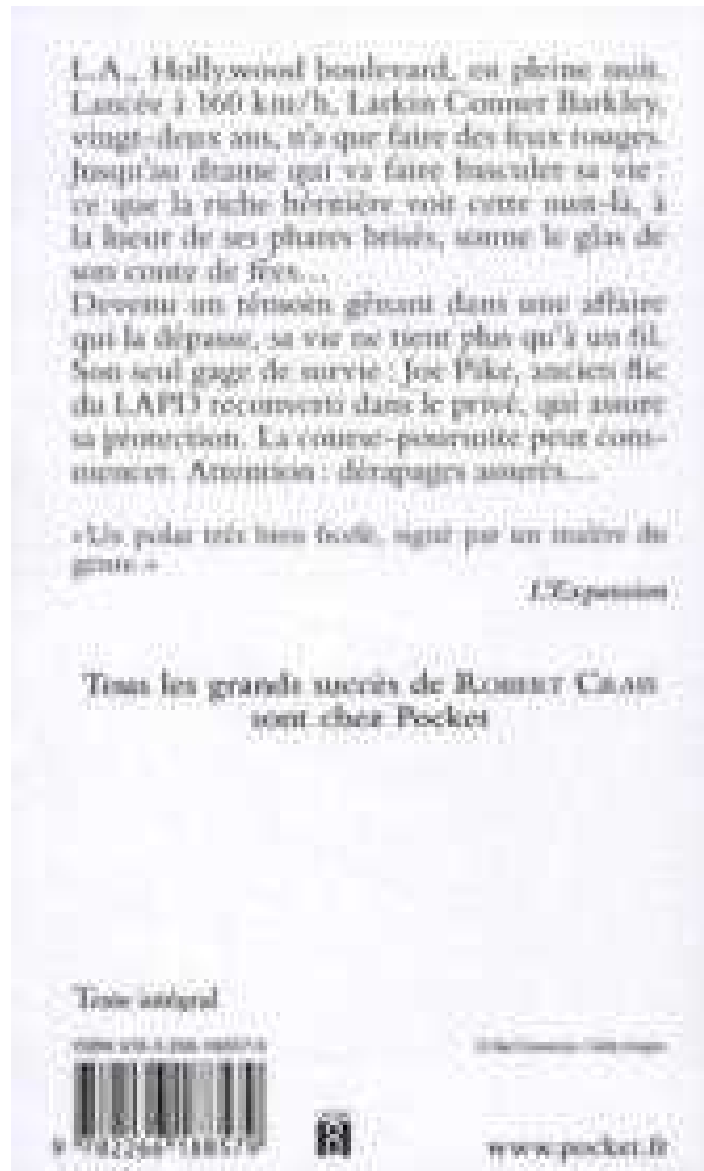 L.A., Hollywood boulevard, en pleine nuit.
Lancée à 160 km/h, Larkin Conner Barkley,
vingt-deux ans, n'a que faire des feux rouges.
Jusqu'au drame qui va faire basculer sa vie :
ce que la riche héritière voit cette nuit-là, à
la lueur de ses phares brisés, sonne le glas de
son conte de fées...
Devenu un témoin gênant dans une affaire
qui la dépasse, sa vie ne tient plus qu'à un fil.
Son seul gage de survie : Joe Pike, ancien flic
du LAPD reconverti dans le privé, qui assure
sa protection. La course-poursuite peut com-
mencer. Attention : dérapages assurés...
« Un polar très bien ficelé, signé par un maître du
genre. »
L'Expansion
Tous les grands succès de ROBERT CRAIS
sont chez Pocket
Texte intégral
9 782266 188579
www.pocket.fr